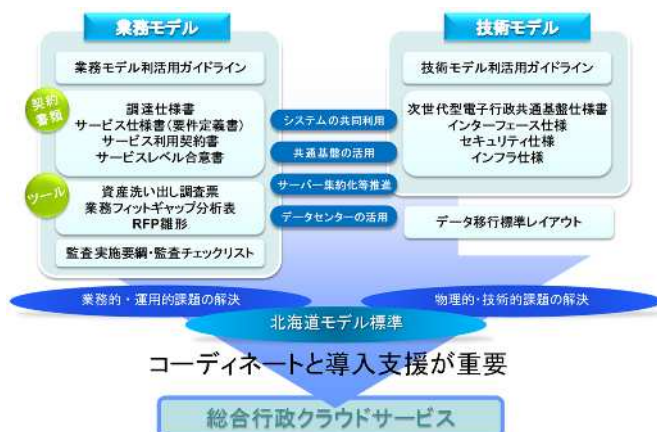 業務モデル
業務モデル利活用ガイドライン
契約
書類
調達仕様書
サービス仕様書(要件定義書)
サービス利用契約書
サービスレベル合意書
ツール
資産洗い出し調査票
業務フィットギャップ分析表
RFP雛形
監査実施要綱・監査チェックリスト
システムの共同利用
共通基盤の活用
サーバー集約化等推進
データセンターの活用
技術モデル
技術モデル利活用ガイドライン
次世代型電子行政共通基盤仕様書
インターフェース仕様
セキュリティ仕様
インフラ仕様
データ移行標準レイアウト
業務的・運用的課題の解決
物理的・技術的課題の解決
北海道モデル標準
コーディネートと導入支援が重要
総合行政クラウドサービス